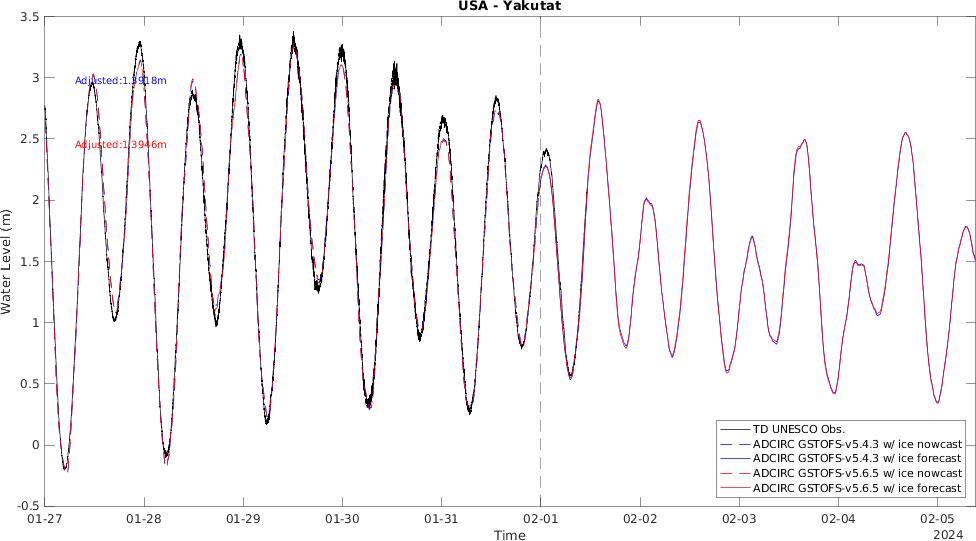 USA - Yakutat
3.5
3
2.5
2
1.5
1
0.5
0
-0.5
Water Level (m)
Adjusted:1.3918m
Adjusted:1.3946m
TD UNESCO Obs.
ADCIRC GSTOFS-v5.4.3 w/ ice nowcast
ADCIRC GSTOFS-v5.4.3 w/ ice forecast
ADCIRC GSTOFS-v5.6.5 w/ ice nowcast
ADCIRC GSTOFS-v5.6.5 w/ ice forecast
01-27 01-28 01-29 01-30 01-31 02-01 02-02 02-03 02-04 02-05
Time
2024